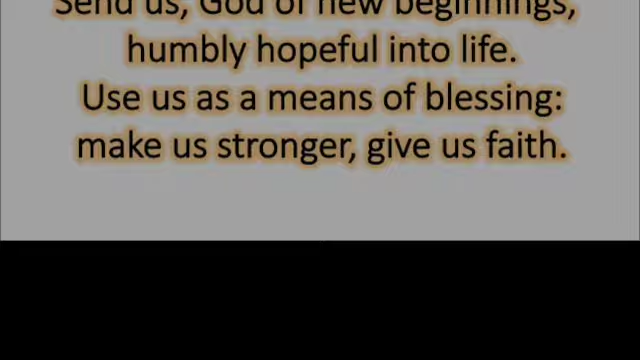 Send us, God of new beginnings,
humbly hopeful into life.
Use us as a means of blessing:
make us stronger, give us faith.